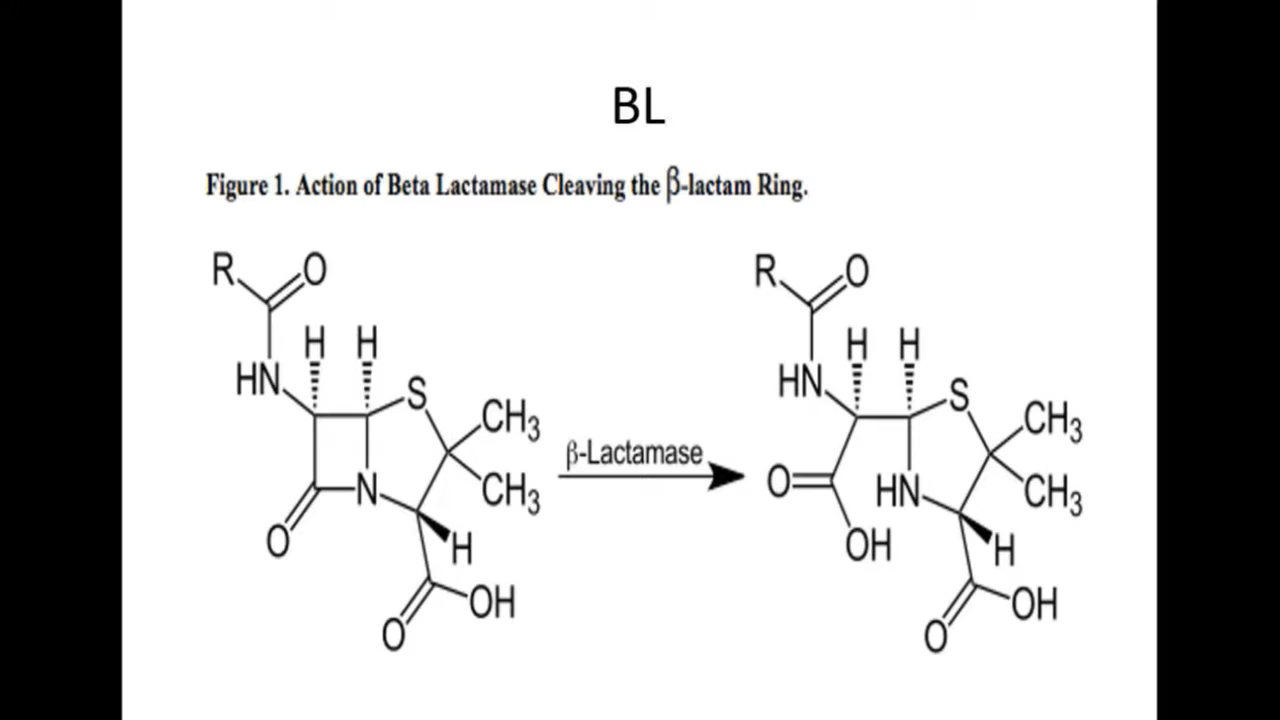 BL
Figure 1. Action of Beta Lactamase Cleaving the β-lactam Ring.
R O R O
H H H H
HN S HN S
CH3 CH3
β-Lactamase
N CH3 O HN CH3
O H OH H
OH OH
O O